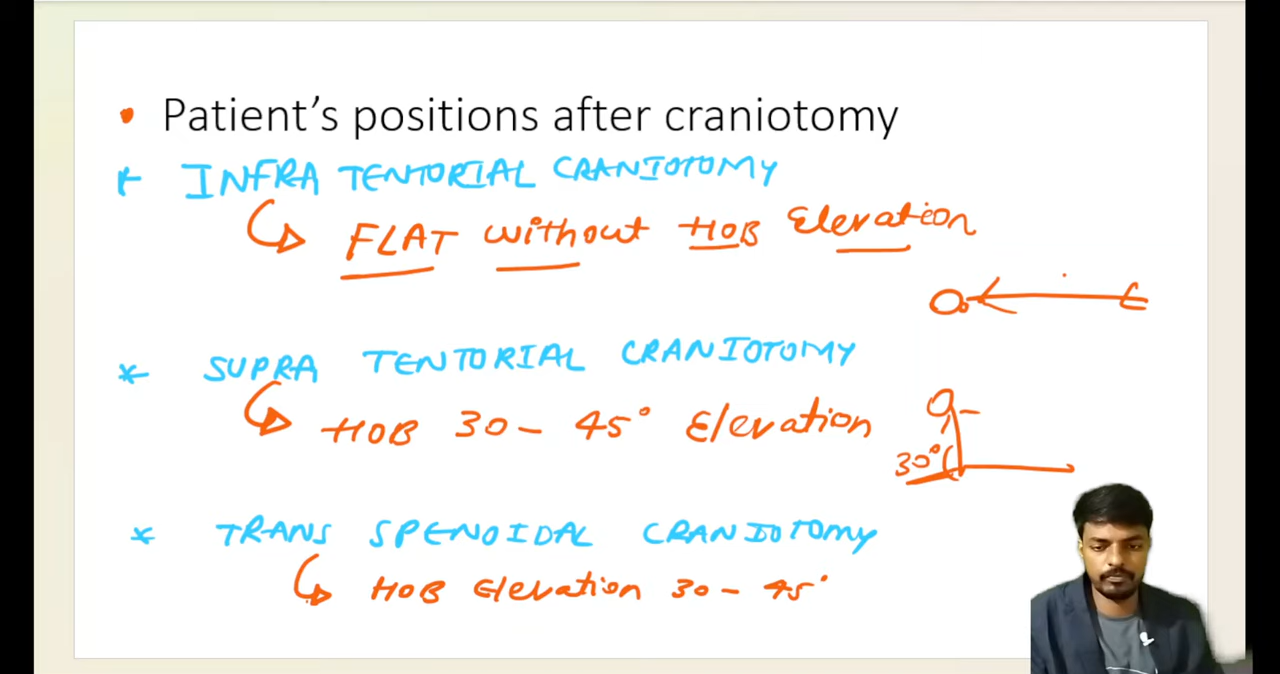 • Patient's positions after craniotomy
* INFRA TENTORIAL CRANIOTOMY
FLAT without HOB Elevation
* SUPRA TENTORIAL CRANIOTOMY
HOB 30 - 45° Elevation
30°
* TRANS SPENOIDAL CRANIOTOMY
HOB Elevation 30 - 45°